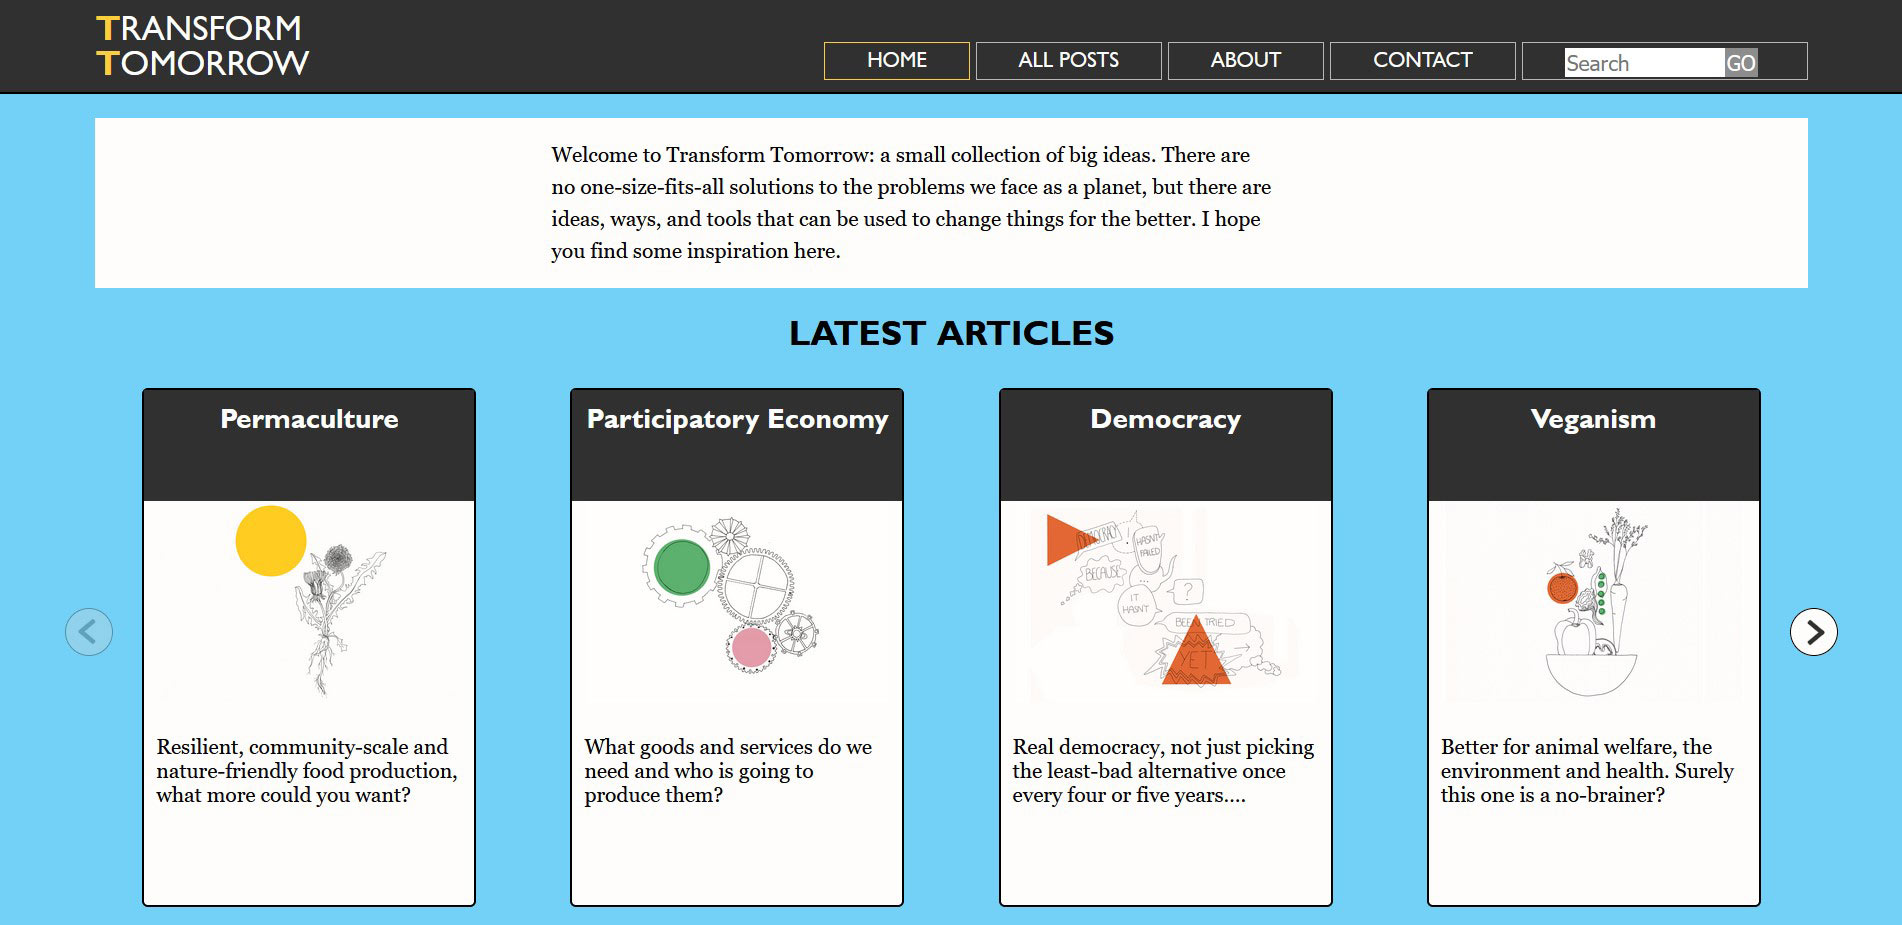 TRANSFORM
TOMORROW
HOME
ALL POSTS
ABOUT
CONTACT
Search
GO
Welcome to Transform Tomorrow: a small collection of big ideas. There are
no one-size-fits-all solutions to the problems we face as a planet, but there are
ideas, ways, and tools that can be used to change things for the better. I hope
you find some inspiration here.
LATEST ARTICLES
Permaculture
Resilient, community-scale and
nature-friendly food production,
what more could you want?
Participatory Economy
What goods and services do we
need and who is going to
produce them?
Democracy
DEMOCRACY
HASN'T
FAILED
BECAUSE
...
IT
HASN'T
?
BEEN TRIED
YET
Real democracy, not just picking
the least-bad alternative once
every four or five years....
Veganism
Better for animal welfare, the
environment and health. Surely
this one is a no-brainer?